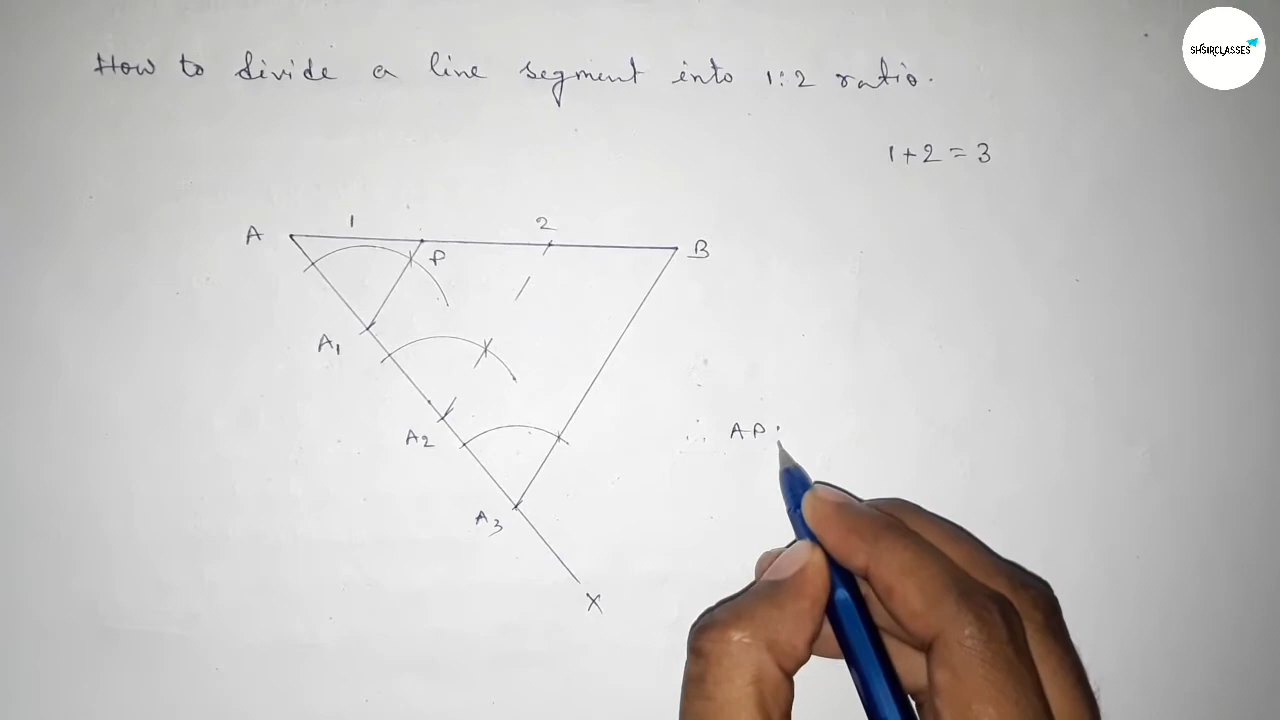 SHSIRCLASSES
How to divide a line segment into 1:2 ratio.
1+2=3
A 1 P 2 B
A1
A2
∴ AP:
A3
X